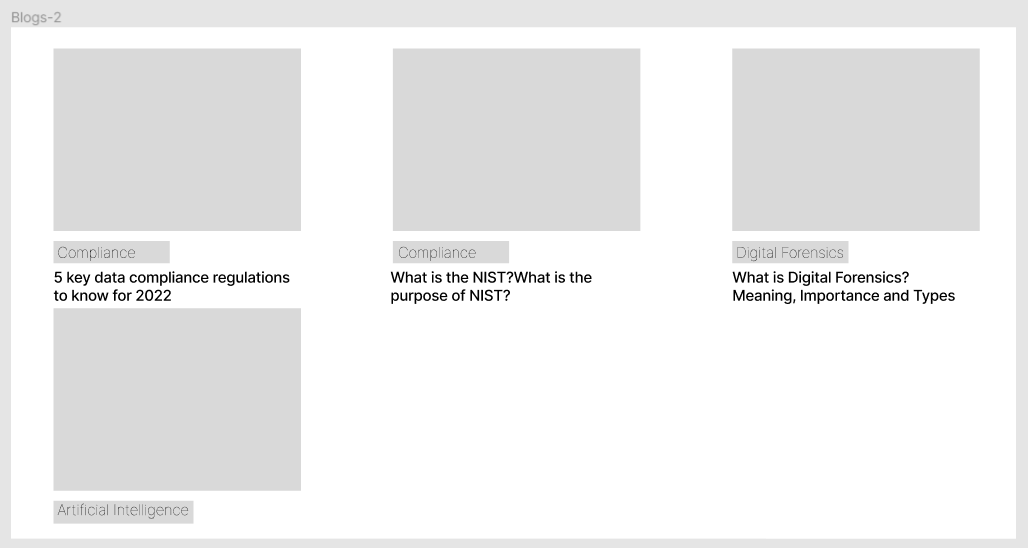 Blogs-2
Compliance
5 key data compliance regulations
to know for 2022
Compliance
What is the NIST?What is the
purpose of NIST?
Digital Forensics
What is Digital Forensics?
Meaning, Importance and Types
Artificial Intelligence